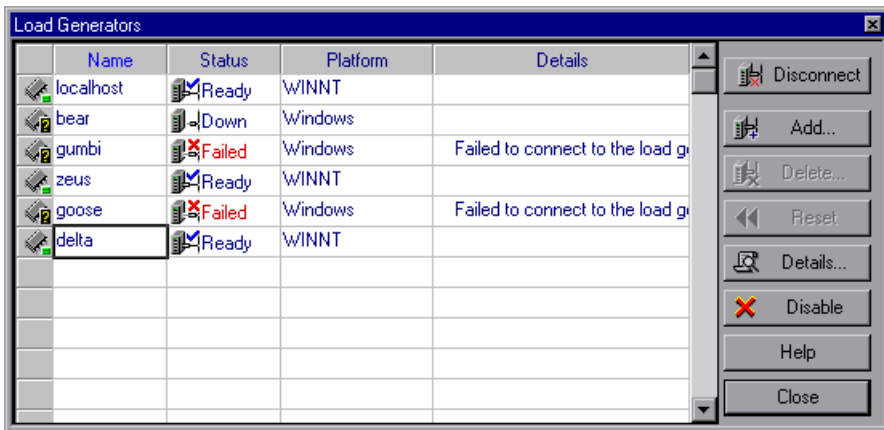 Load Generators
Name Status Platform Details
localhost Ready WINNT
bear Down Windows
gumbi Failed Windows Failed to connect to the load g
zeus Ready WINNT
goose Failed Windows Failed to connect to the load g
delta Ready WINNT
Disconnect
Add...
Delete...
Reset
Details...
Disable
Help
Close